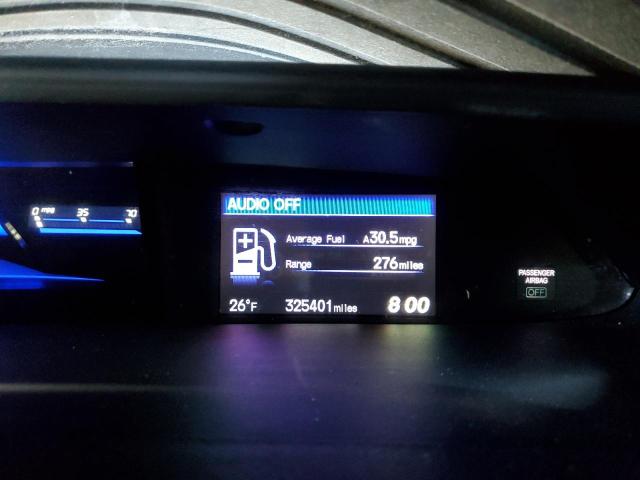 AUDIO OFF
0 mpg 35 70
Average Fuel A30.5mpg
Range 276miles
PASSENGER
AIRBAG
OFF
26°F 325401miles 8:00